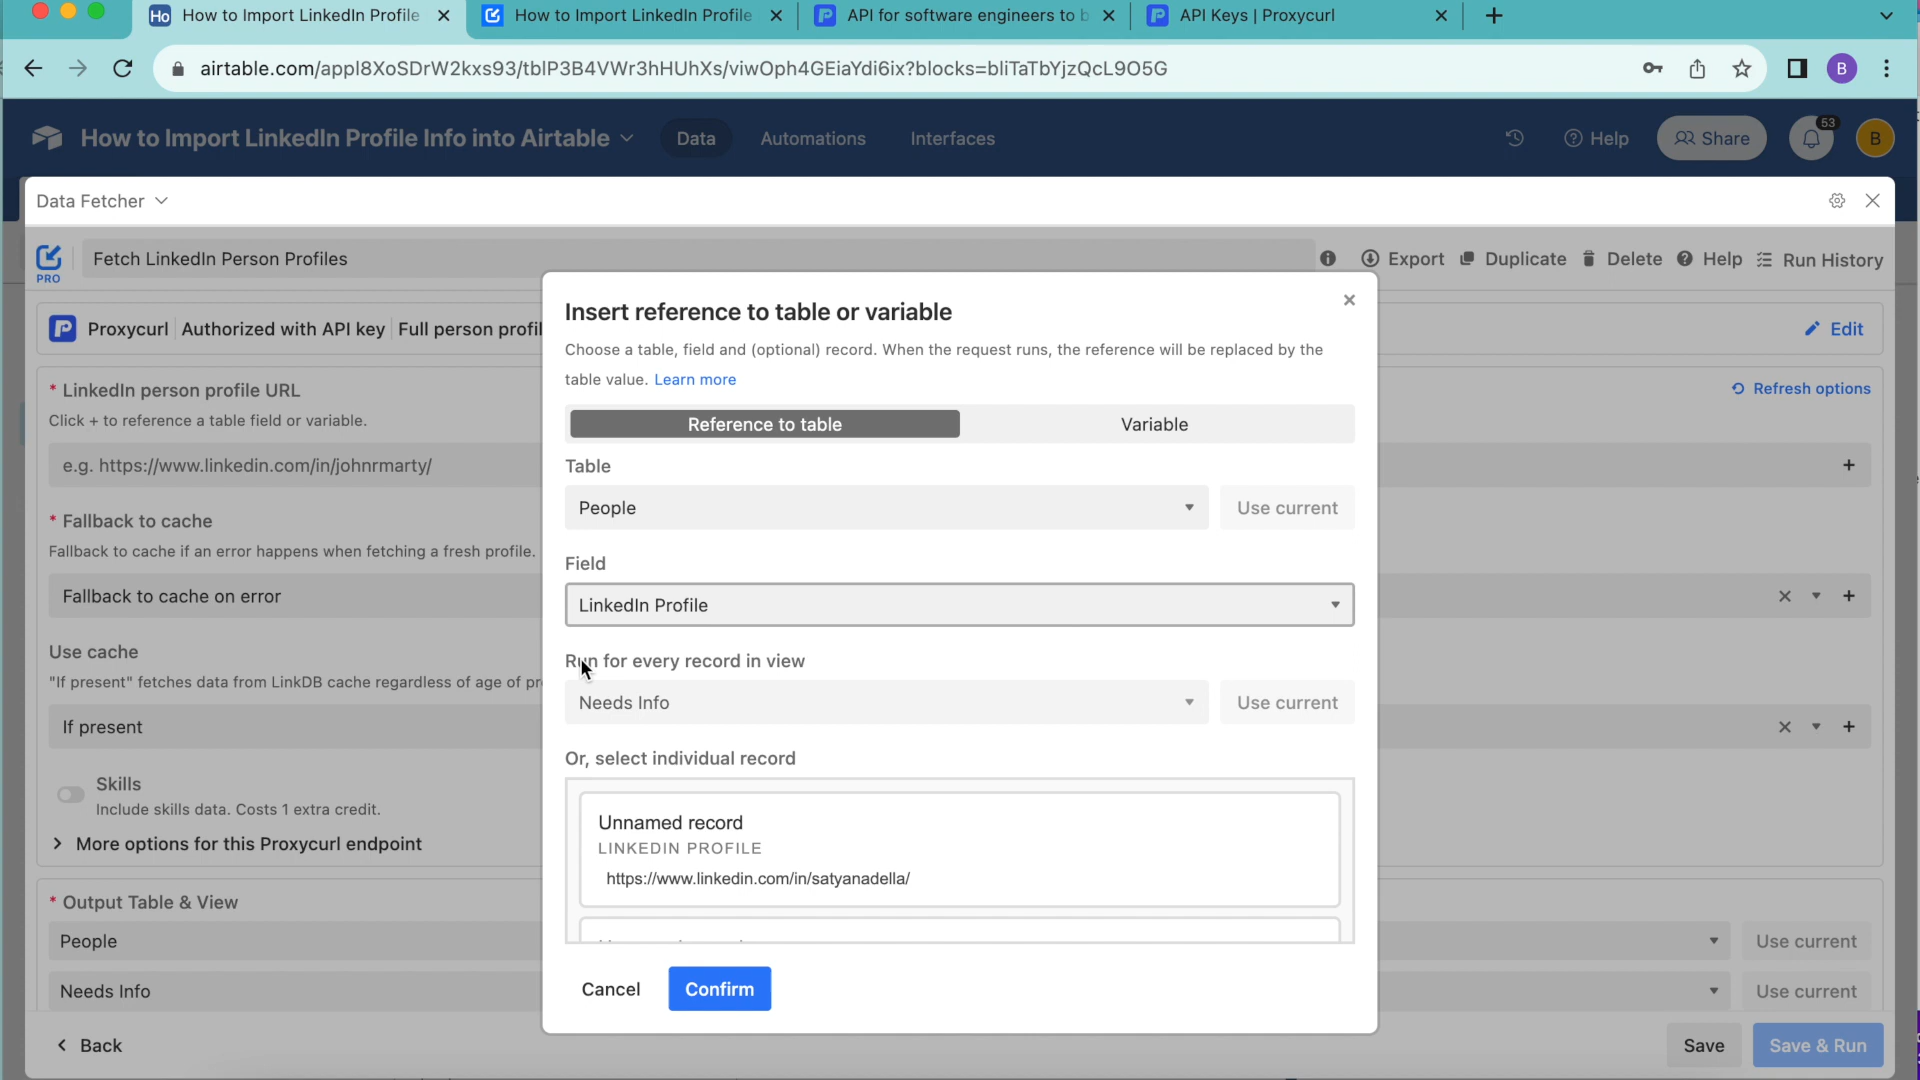 Ho How to Import LinkedIn Profile
How to Import LinkedIn Profile
API for software engineers to b
API Keys | Proxycurl
airtable.com/appl8XoSDrW2kxs93/tblP3B4VWr3hHUhXs/viwOph4GEiaYdi6ix?blocks=bliTaTbYjzQcL9O5G
B
How to Import LinkedIn Profile Info into Airtable
Data
Automations
Interfaces
Help
Share
53
B
Data Fetcher
PRO
Fetch LinkedIn Person Profiles
Export
Duplicate
Delete
Help
Run History
Proxycurl
Authorized with API key
Full person profil
Edit
* LinkedIn person profile URL
Refresh options
Click + to reference a table field or variable.
e.g. https://www.linkedin.com/in/johnrmarty/
* Fallback to cache
Fallback to cache if an error happens when fetching a fresh profile.
Fallback to cache on error
Use cache
"If present" fetches data from LinkDB cache regardless of age of pr
If present
Skills
Include skills data. Costs 1 extra credit.
More options for this Proxycurl endpoint
* Output Table & View
People
Use current
Needs Info
Use current
Back
Save
Save & Run
Insert reference to table or variable
Choose a table, field and (optional) record. When the request runs, the reference will be replaced by the
table value. Learn more
Reference to table
Variable
Table
People
Use current
Field
LinkedIn Profile
Run for every record in view
Needs Info
Use current
Or, select individual record
Unnamed record
LINKEDIN PROFILE
https://www.linkedin.com/in/satyanadella/
Cancel
Confirm